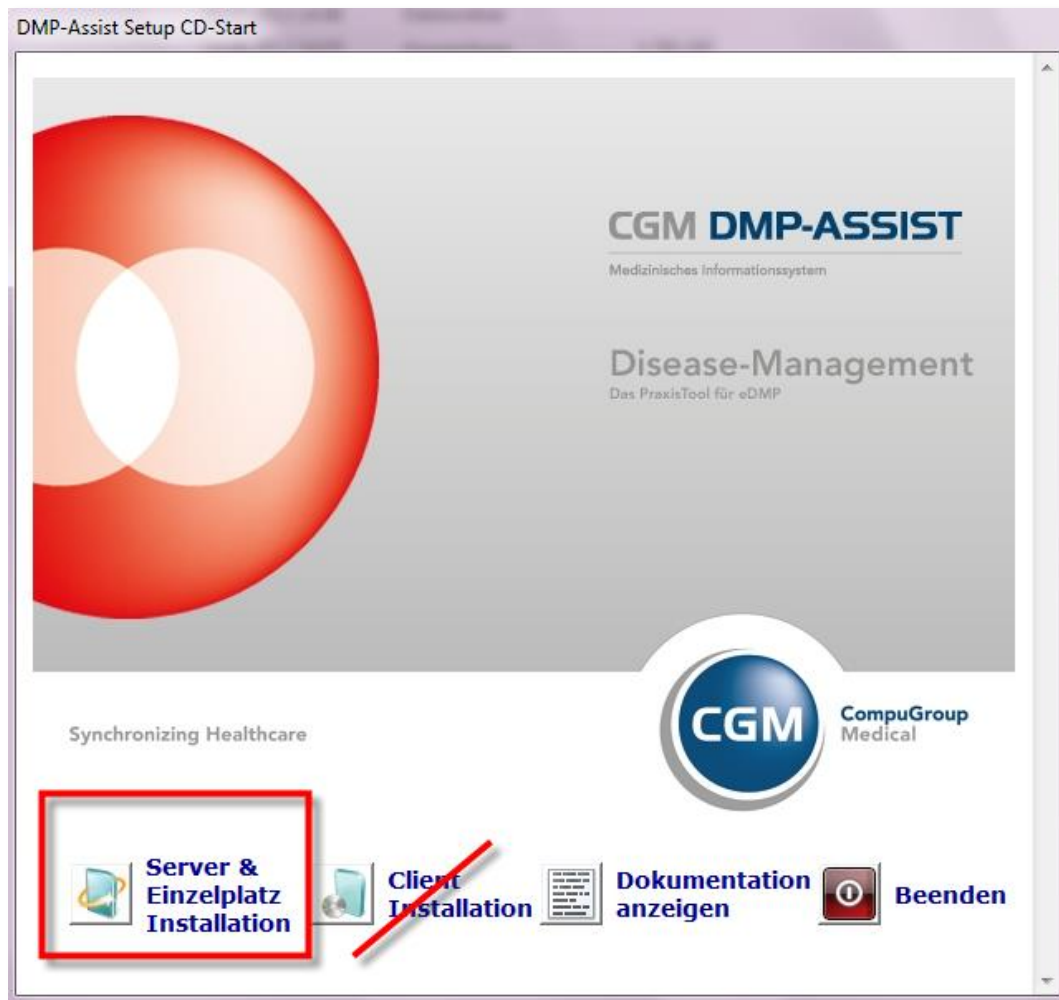 DMP-Assist Setup CD-Start
CGM DMP-ASSIST
Medizinisches Informationssystem
Disease-Management
Das PraxisTool für eDMP
Synchronizing Healthcare
CGM
CompuGroup
Medical
Server &
Einzelplatz
Installation
Client
Installation
Dokumentation
anzeigen
Beenden